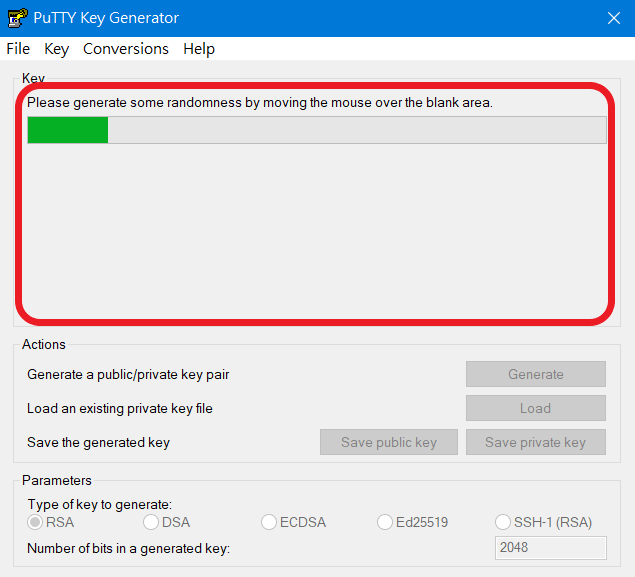 PuTTY Key Generator
File Key Conversions Help
Key
Please generate some randomness by moving the mouse over the blank area.
Actions
Generate a public/private key pair
Generate
Load an existing private key file
Load
Save the generated key
Save public key
Save private key
Parameters
Type of key to generate:
RSA
DSA
ECDSA
Ed25519
SSH-1 (RSA)
Number of bits in a generated key:
2048